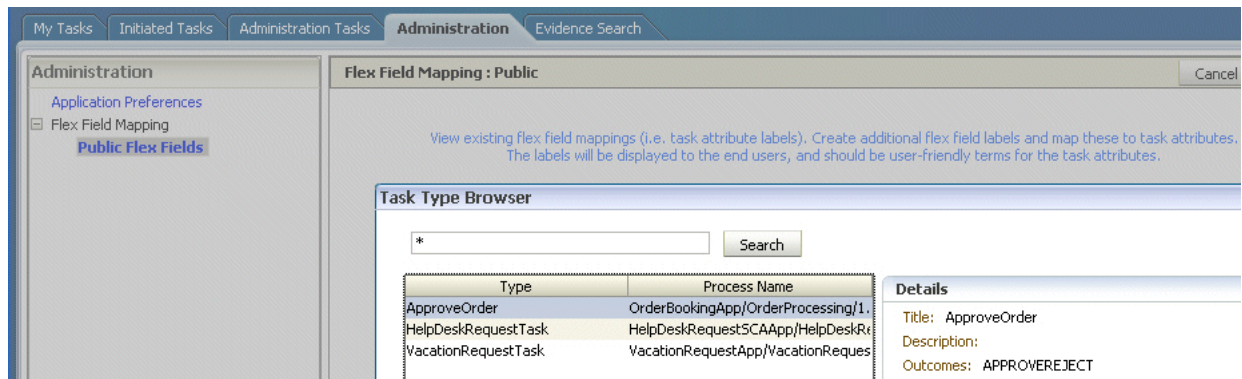 My Tasks Initiated Tasks Administration Tasks Administration Evidence Search
Administration
Application Preferences
Flex Field Mapping
Public Flex Fields
Flex Field Mapping : Public
Cancel
View existing flex field mappings (i.e. task attribute labels). Create additional flex field labels and map these to task attributes.
The labels will be displayed to the end users, and should be user-friendly terms for the task attributes.
Task Type Browser
*
Search
Type Process Name
ApproveOrder OrderBookingApp/OrderProcessing/1.
HelpDeskRequestTask HelpDeskRequestSCAApp/HelpDeskRe
VacationRequestTask VacationRequestApp/VacationReques
Details
Title: ApproveOrder
Description:
Outcomes: APPROVEREJECT